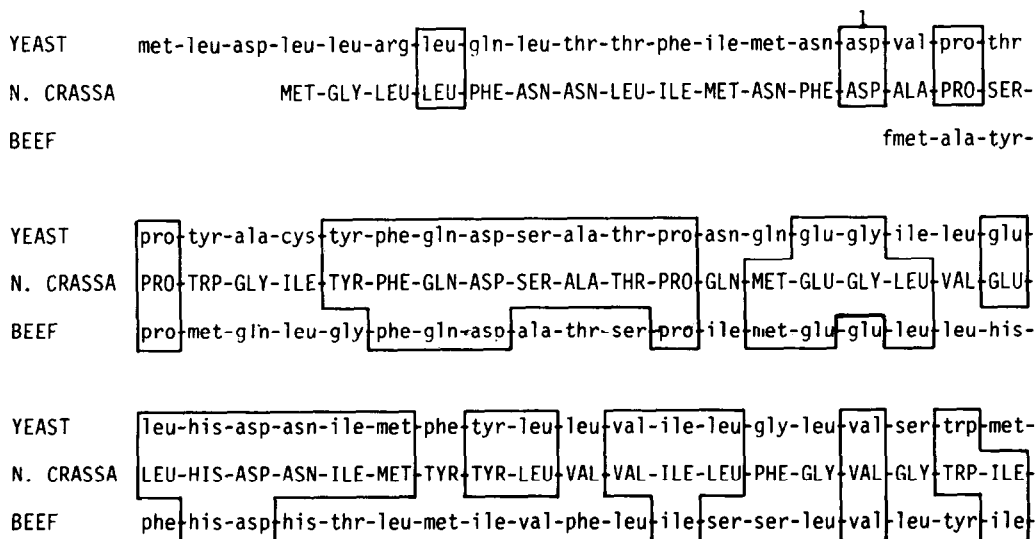 1
YEAST met-leu-asp-leu-leu-arg-leu-gln-leu-thr-thr-phe-ile-met-asn-asp-val-pro-thr
N. CRASSA MET-GLY-LEU-LEU-PHE-ASN-ASN-LEU-ILE-MET-ASN-PHE-ASP-ALA-PRO-SER-
BEEF fmet-ala-tyr-
YEAST pro-tyr-ala-cys-tyr-phe-gln-asp-ser-ala-thr-pro-asn-gln-glu-gly-ile-leu-glu-
N. CRASSA PRO-TRP-GLY-ILE-TYR-PHE-GLN-ASP-SER-ALA-THR-PRO-GLN-MET-GLU-GLY-LEU-VAL-GLU-
BEEF pro-met-gln-leu-gly-phe-gln-asp-ala-thr-ser-pro-ile-met-glu-glu-leu-leu-his-
YEAST leu-his-asp-asn-ile-met-phe-tyr-leu-leu-val-ile-leu-gly-leu-val-ser-trp-met-
N. CRASSA LEU-HIS-ASP-ASN-ILE-MET-TYR-TYR-LEU-VAL-VAL-ILE-LEU-PHE-GLY-VAL-GLY-TRP-ILE-
BEEF phe-his-asp-his-thr-leu-met-ile-val-phe-leu-ile-ser-ser-leu-val-leu-tyr-ile-